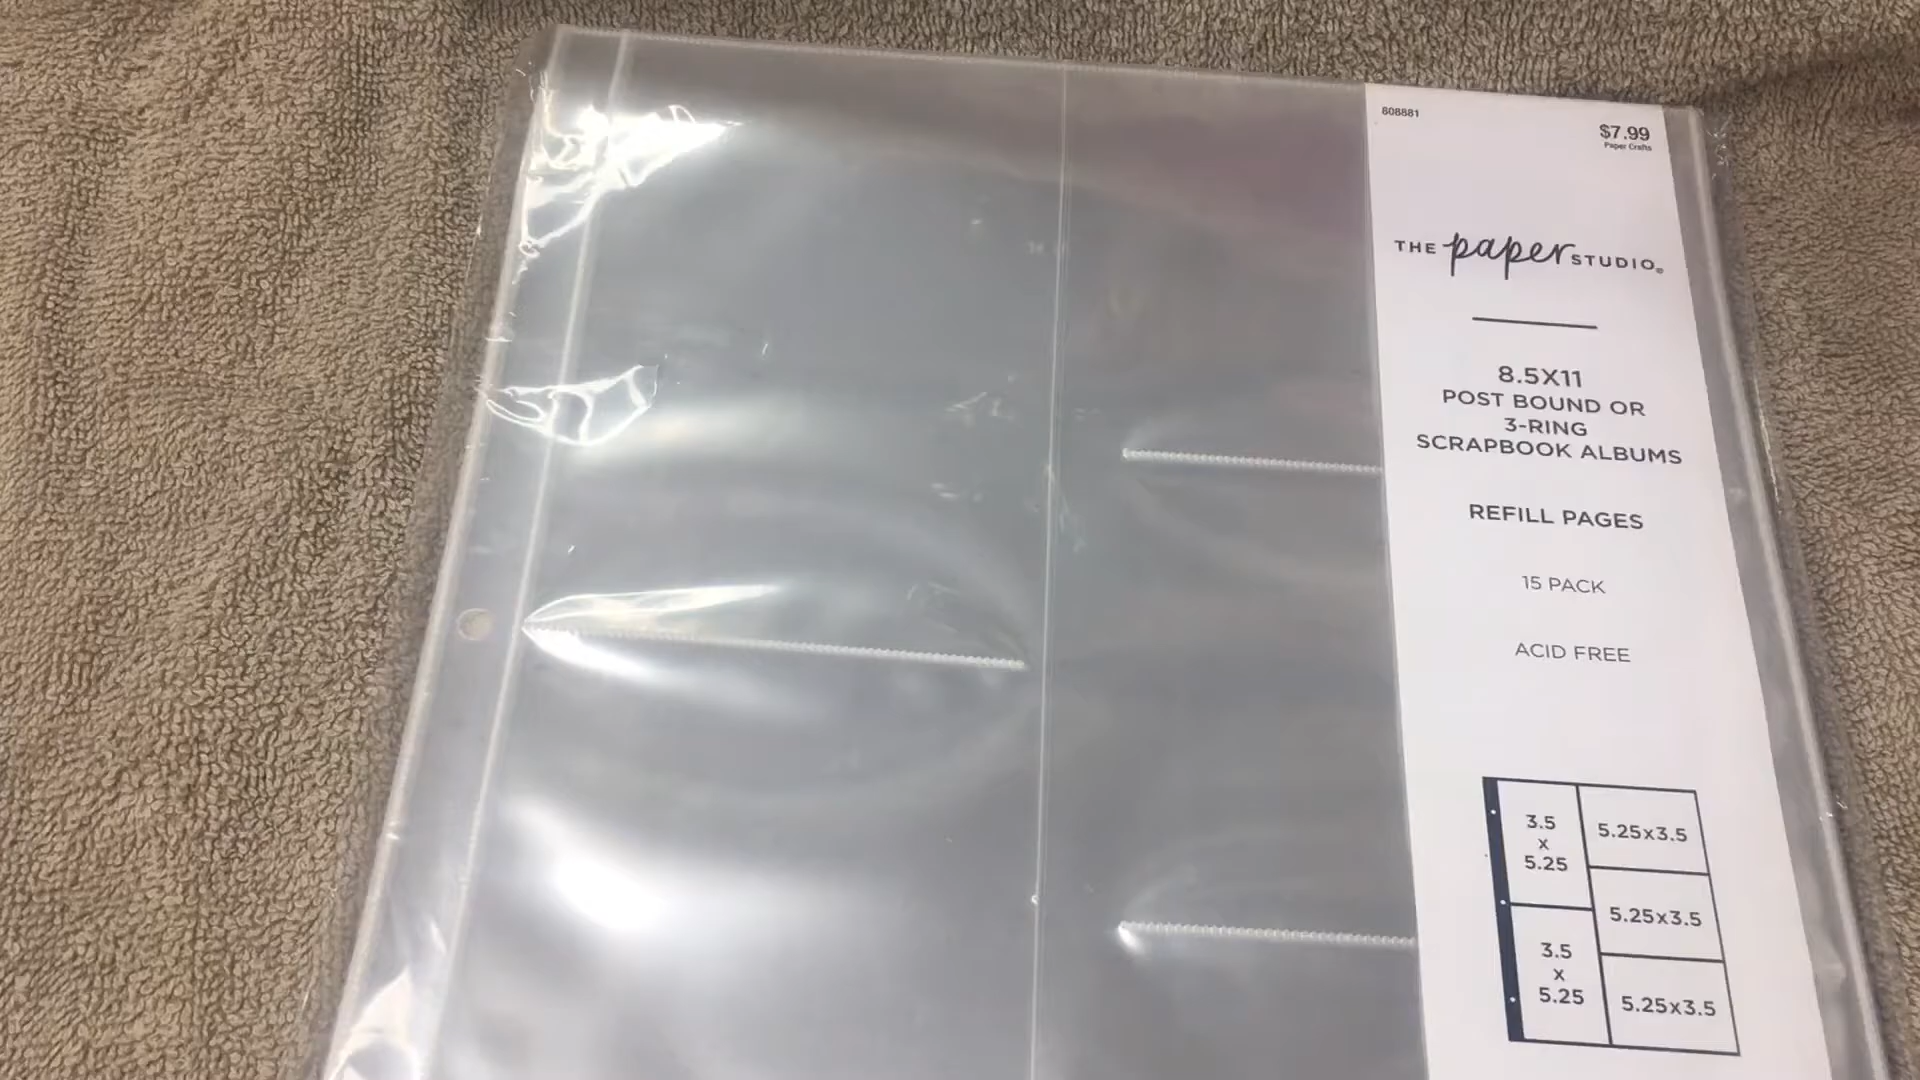 808881
$7.99
Paper Crafts
THE paper STUDIO®
8.5X11
POST BOUND OR
3-RING
SCRAPBOOK ALBUMS
REFILL PAGES
15 PACK
ACID FREE
3.5
x
5.25
5.25x3.5
5.25x3.5
3.5
x
5.25
5.25x3.5